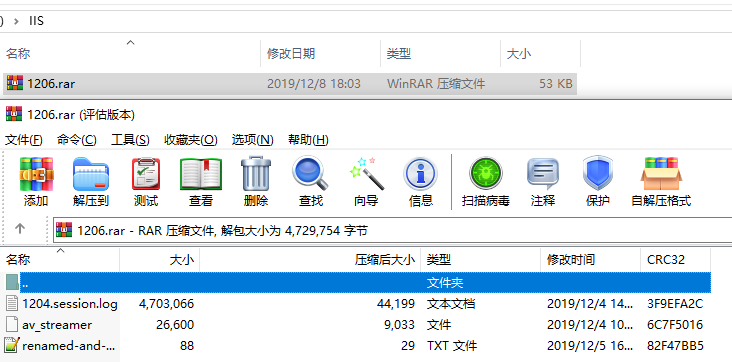 ) › IIS
名称 修改日期 类型 大小
1206.rar 2019/12/8 18:03 WinRAR 压缩文件 53 KB
1206.rar (评估版本)
文件(F) 命令(C) 工具(S) 收藏夹(O) 选项(N) 帮助(H)
添加 解压到 测试 查看 删除 查找 向导 信息 扫描病毒 注释 保护 自解压格式
1206.rar - RAR 压缩文件, 解包大小为 4,729,754 字节
名称 大小 压缩后大小 类型 修改时间 CRC32
.. 文件夹
1204.session.log 4,703,066 44,199 文本文档 2019/12/4 14... 3F9EFA2C
av_streamer 26,600 9,033 文件 2019/12/4 10... 6C7F5016
renamed-and-... 88 29 TXT 文件 2019/12/5 16... 82F47BB5